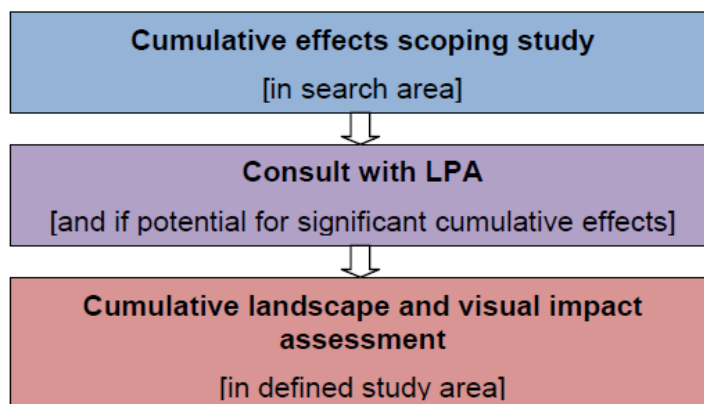 Cumulative effects scoping study
[in search area]
Consult with LPA
[and if potential for significant cumulative effects]
Cumulative landscape and visual impact
assessment
[in defined study area]